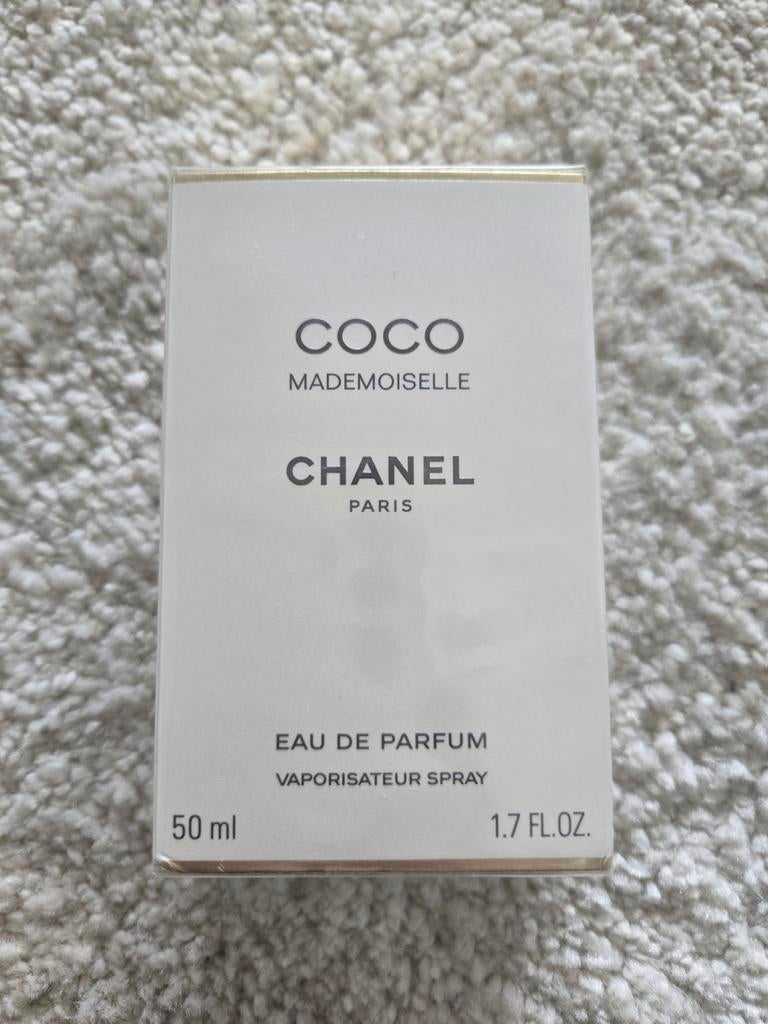 COCO
MADEMOISELLE
CHANEL
PARIS
EAU DE PARFUM
VAPORISATEUR SPRAY
50 ml 1.7 FL.OZ.